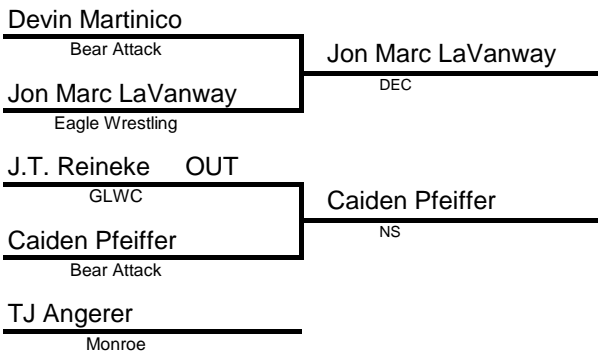 Devin Martinico
Bear Attack
Jon Marc LaVanway
DEC
Jon Marc LaVanway
Eagle Wrestling
J.T. Reineke OUT
GLWC
Caiden Pfeiffer
NS
Caiden Pfeiffer
Bear Attack
TJ Angerer
Monroe